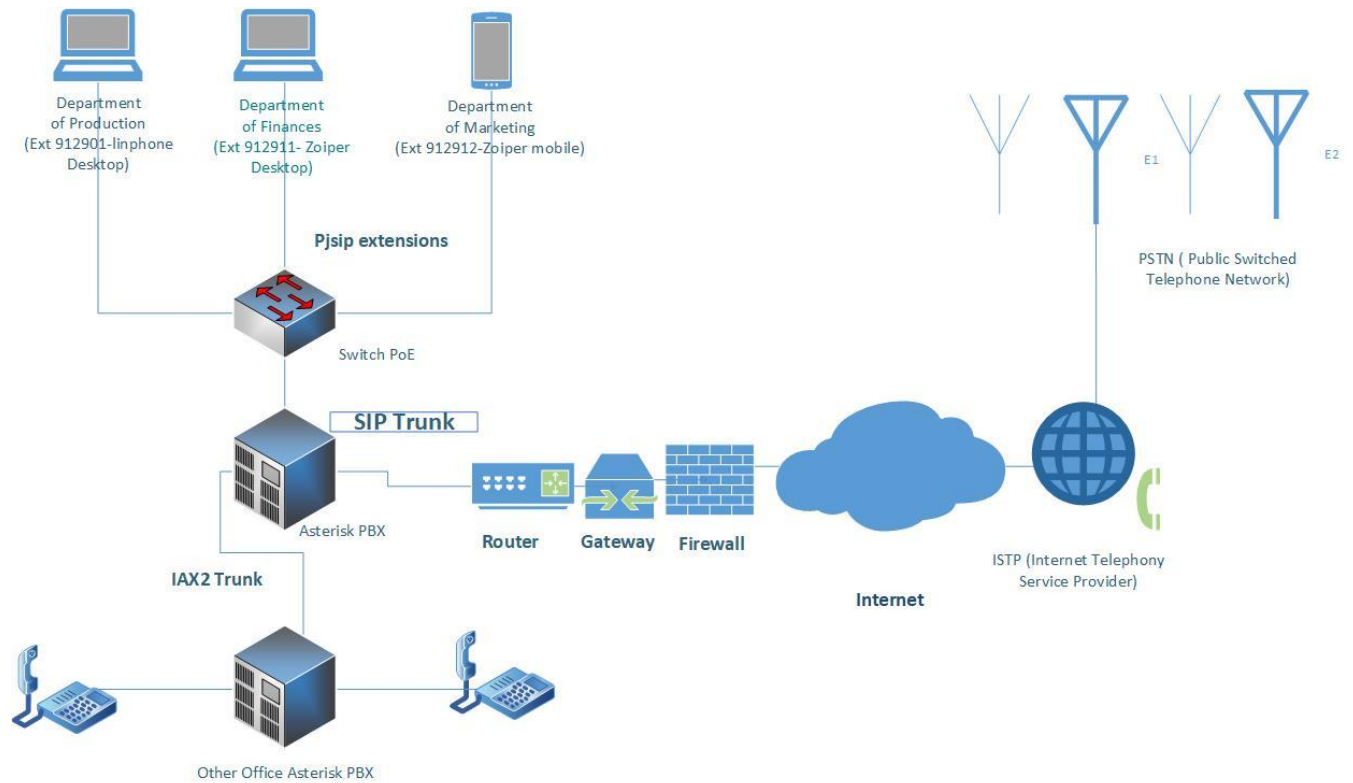 Department
of Production
(Ext 912901-linphone
Desktop)
Department
of Finances
(Ext 912911- Zoiper
Desktop)
Department
of Marketing
(Ext 912912-Zoiper mobile)
E1
E2
PSTN ( Public Switched
Telephone Network)
Pjsip extensions
Switch PoE
SIP Trunk
Asterisk PBX
Router
Gateway
Firewall
Internet
ISTP (Internet Telephony
Service Provider)
IAX2 Trunk
Other Office Asterisk PBX